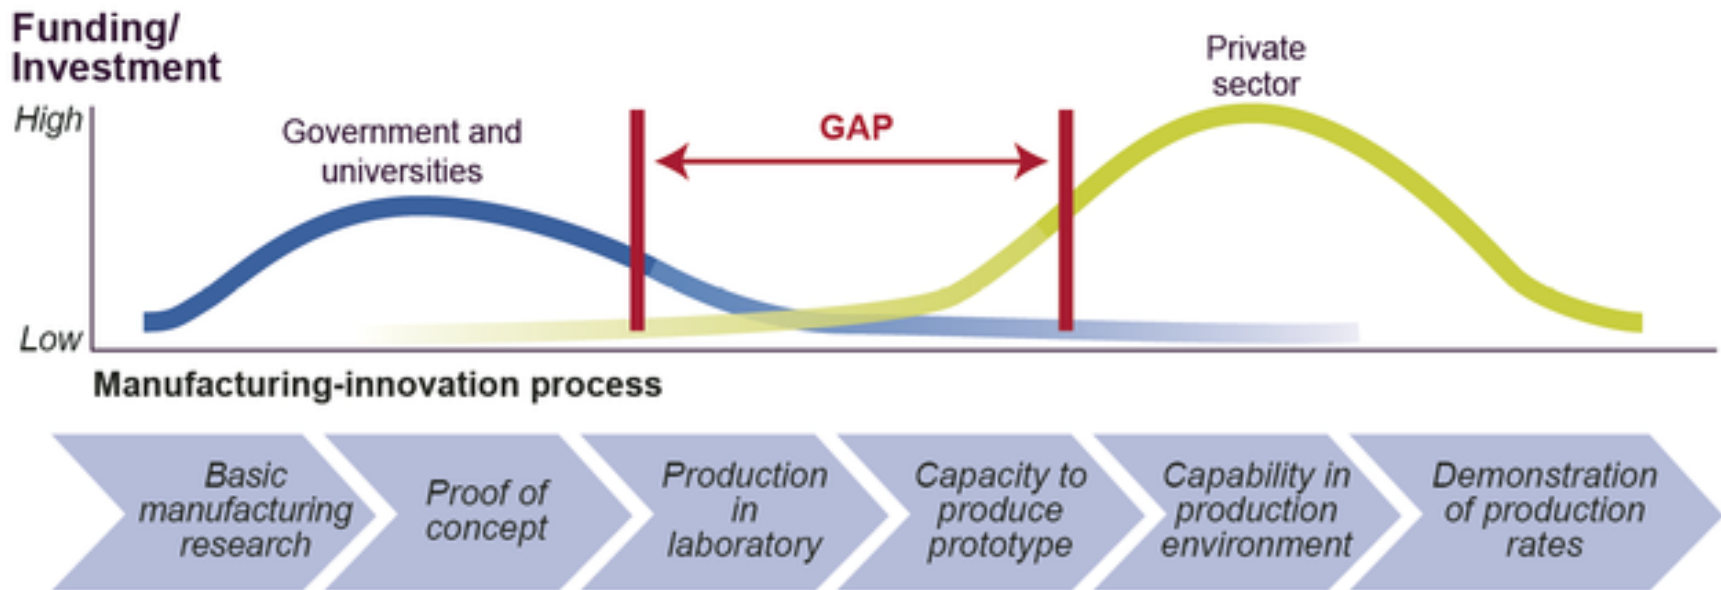 Funding/
Investment
High
Government and
universities
GAP
Private
sector
Low
Manufacturing-innovation process
Basic
manufacturing
research
Proof of
concept
Production
in
laboratory
Capacity to
produce
prototype
Capability in
production
environment
Demonstration
of production
rates